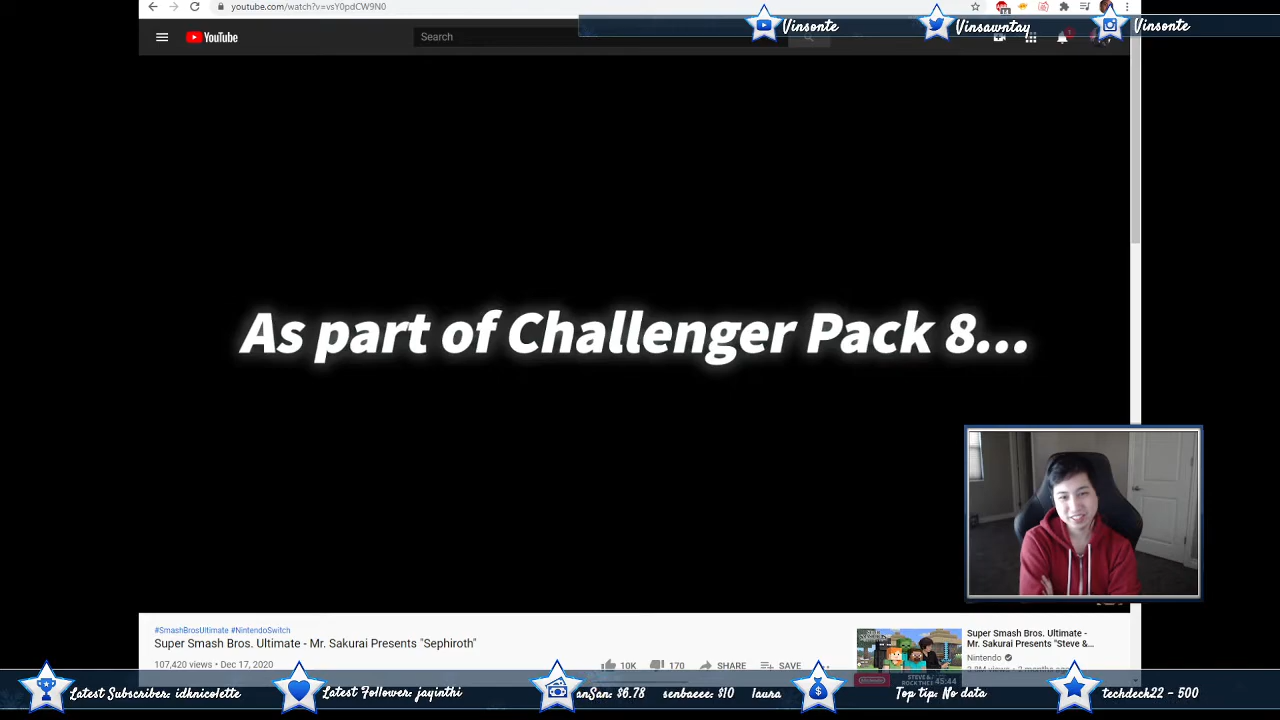 youtube.com/watch?v=vsY0pdCW9N0
Vinsonte
Vinsawntay
Vinsonte
YouTube
Search
As part of Challenger Pack 8...
#SmashBrosUltimate #NintendoSwitch
Super Smash Bros. Ultimate - Mr. Sakurai Presents "Sephiroth"
107,420 views • Dec 17, 2020
10K
170
SHARE
SAVE
Super Smash Bros. Ultimate -
Mr. Sakurai Presents "Steve &...
Nintendo
45:44
Latest Subscriber: idknicolette
Latest Follower: jayinthi
anSan: $6.78 senbaeee: $10 laura
Top tip: No data
techdeck22 - 500